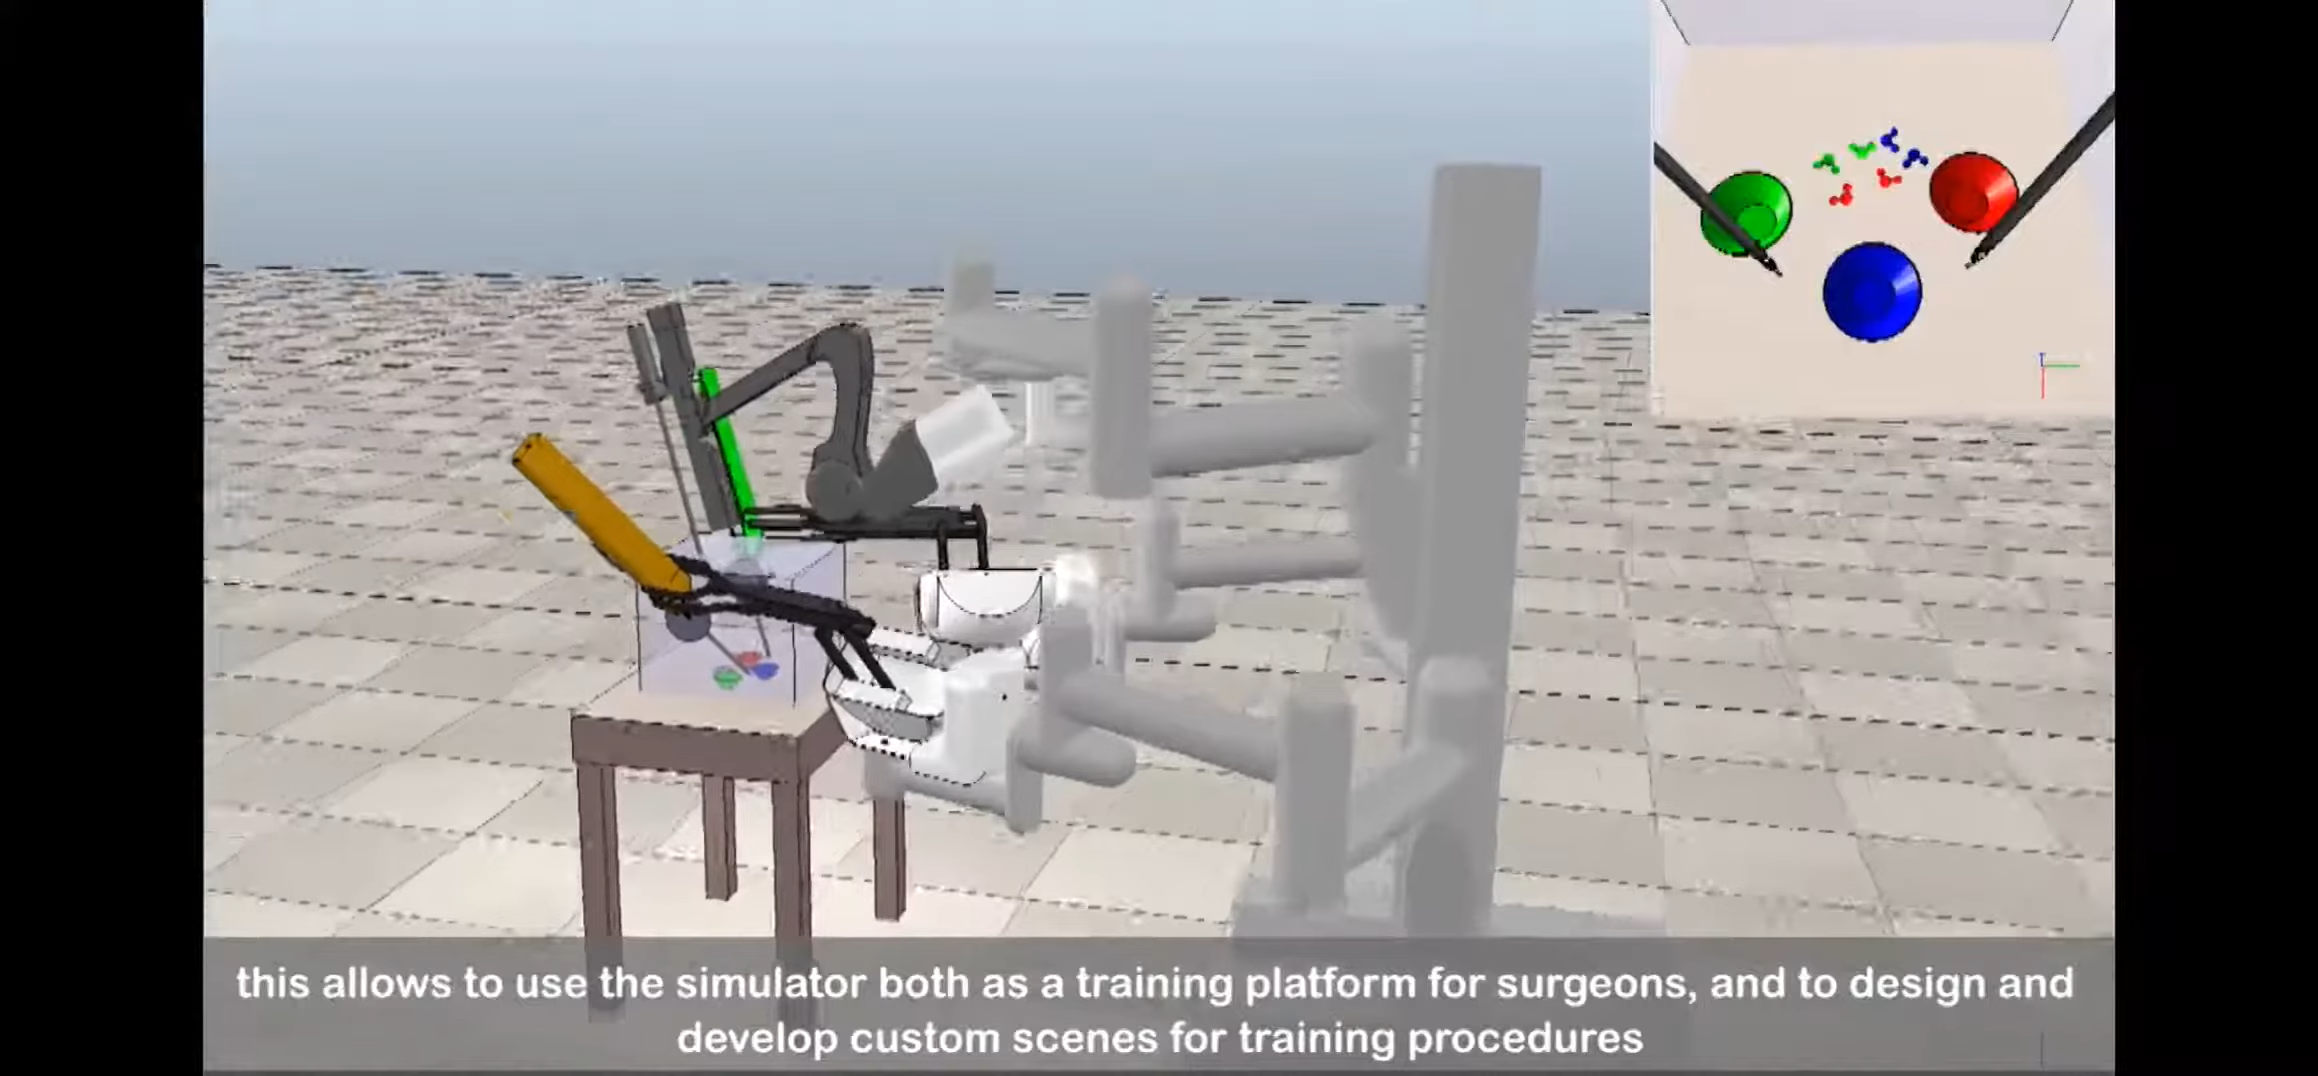 this allows to use the simulator both as a training platform for surgeons, and to design and
develop custom scenes for training procedures